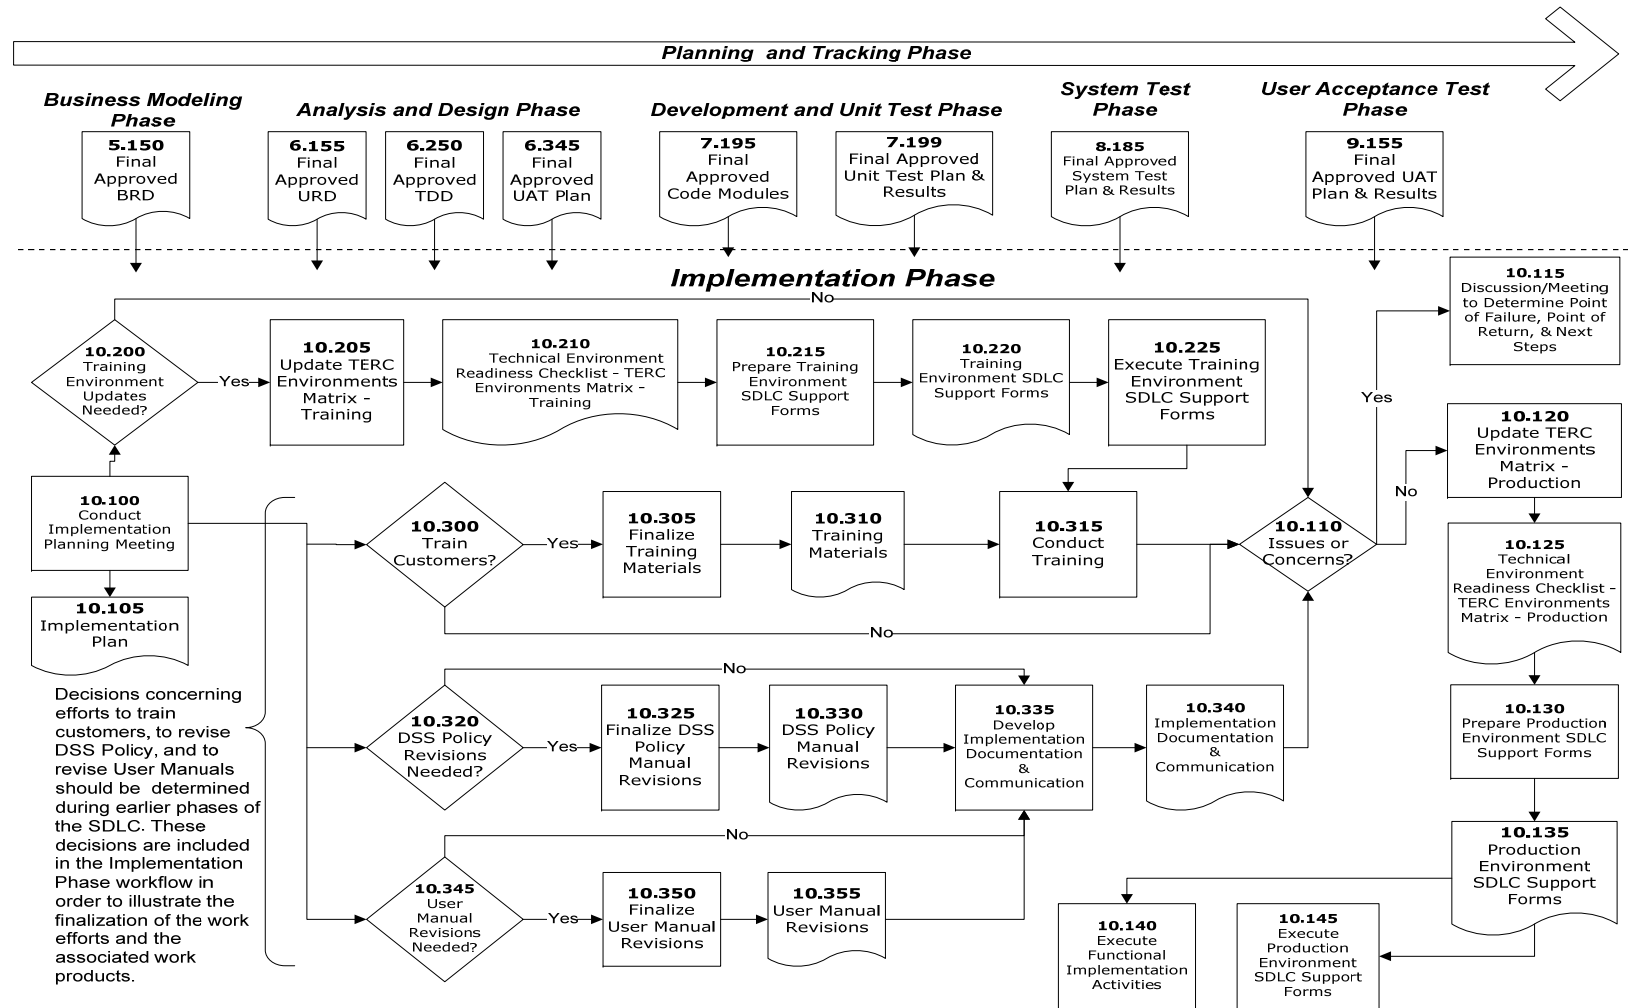 Planning and Tracking Phase
Business Modeling
Phase
Analysis and Design Phase
Development and Unit Test Phase
System Test
Phase
User Acceptance Test
Phase
5.150
Final
Approved
BRD
6.155
Final
Approved
URD
6.250
Final
Approved
TDD
6.345
Final
Approved
UAT Plan
7.195
Final
Approved
Code Modules
7.199
Final Approved
Unit Test Plan &
Results
8.185
Final Approved
System Test
Plan & Results
9.155
Final
Approved UAT
Plan & Results
Implementation Phase
No
10.115
Discussion/Meeting
to Determine Point
of Failure, Point of
Return, & Next
Steps
10.200
Training
Environment
Updates
Needed?
Yes
10.205
Update TERC
Environments
Matrix -
Training
10.210
Technical Environment
Readiness Checklist - TERC
Environments Matrix -
Training
10.215
Prepare Training
Environment
SDLC Support
Forms
10.220
Training
Environment SDLC
Support Forms
10.225
Execute Training
Environment
SDLC Support
Forms
Yes
10.120
Update TERC
Environments
Matrix -
Production
No
10.100
Conduct
Implementation
Planning Meeting
10.300
Train
Customers?
Yes
10.305
Finalize
Training
Materials
10.310
Training
Materials
10.315
Conduct
Training
10.110
Issues or
Concerns?
10.125
Technical
Environment
Readiness Checklist -
TERC Environments
Matrix - Production
10.105
Implementation
Plan
No
No
Decisions concerning
efforts to train
customers, to revise
DSS Policy, and to
revise User Manuals
should be determined
during earlier phases of
the SDLC. These
decisions are included
in the Implementation
Phase workflow in
order to illustrate the
finalization of the work
efforts and the
associated work
products.
10.320
DSS Policy
Revisions
Needed?
Yes
10.325
Finalize DSS
Policy
Manual
Revisions
10.330
DSS Policy
Manual
Revisions
10.335
Develop
Implementation
Documentation
&
Communication
10.340
Implementation
Documentation
&
Communication
10.130
Prepare Production
Environment SDLC
Support Forms
No
10.345
User
Manual
Revisions
Needed?
Yes
10.350
Finalize
User Manual
Revisions
10.355
User Manual
Revisions
10.135
Production
Environment
SDLC Support
Forms
10.140
Execute
Functional
Implementation
Activities
10.145
Execute
Production
Environment
SDLC Support
Forms